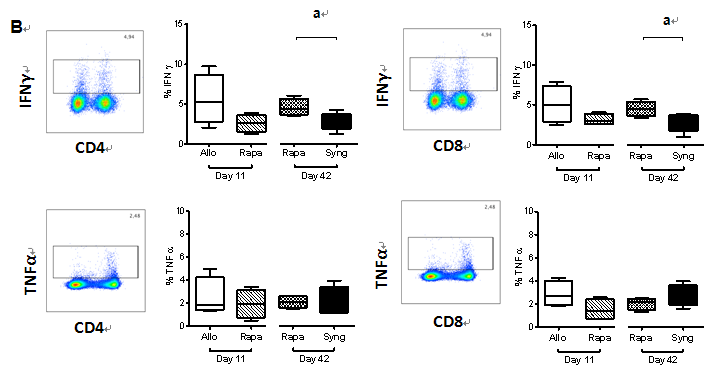 B
4,94
IFNγ
CD4
% IFN γ
15
10
5
0
a
Allo Rapa Rapa Syng
Day 11 Day 42
4,94
IFNγ
CD8
% IFN γ
15
10
5
0
a
Allo Rapa Rapa Syng
Day 11 Day 42
2,48
TNFα
CD4
% TNF α
10
8
6
4
2
0
Allo Rapa Rapa Syng
Day 11 Day 42
2,48
TNFα
CD8
% TNF α
10
8
6
4
2
0
Allo Rapa Rapa Syng
Day 11 Day 42